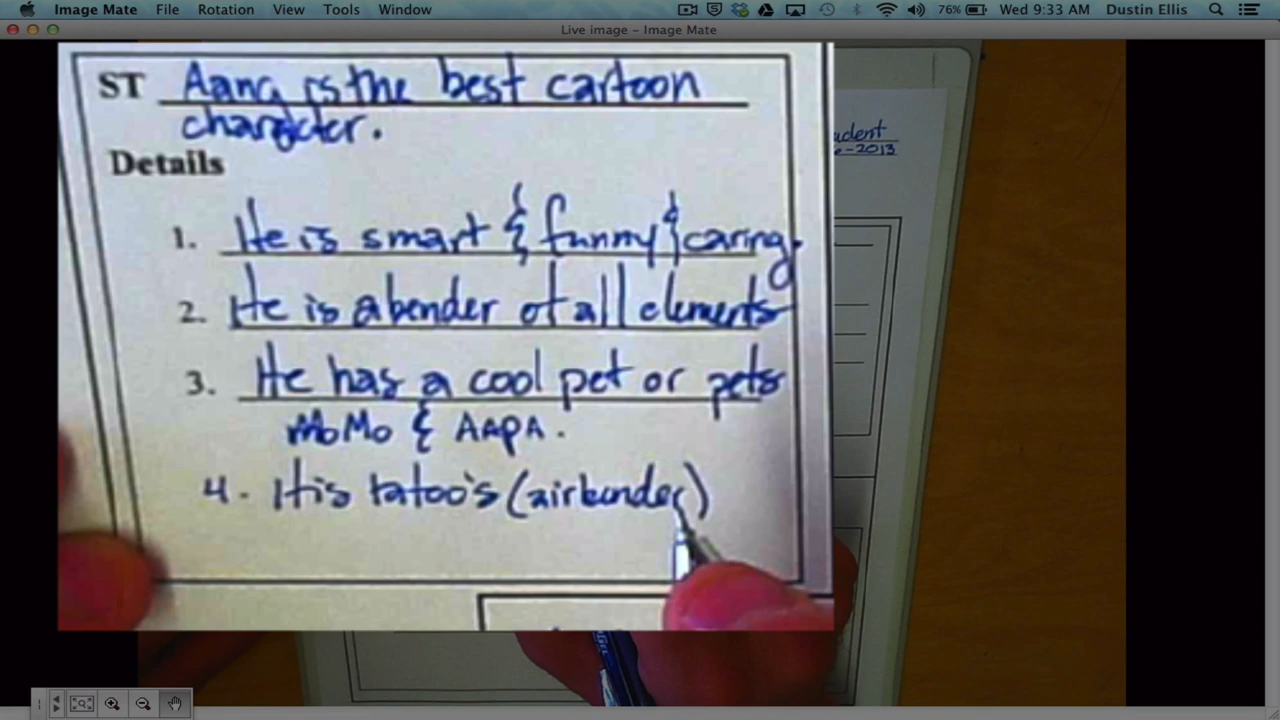 Image Mate File Rotation View Tools Window 76% Wed 9:33 AM Dustin Ellis
Live image – Image Mate
ST Aang is the best cartoon
character.
Details
1. He is smart & funny & caring.
2. He is a bender of all elements
3. He has a cool pet or pets
MoMo & AAPA.
4. His tatoo's (airbender)
udent
-2013